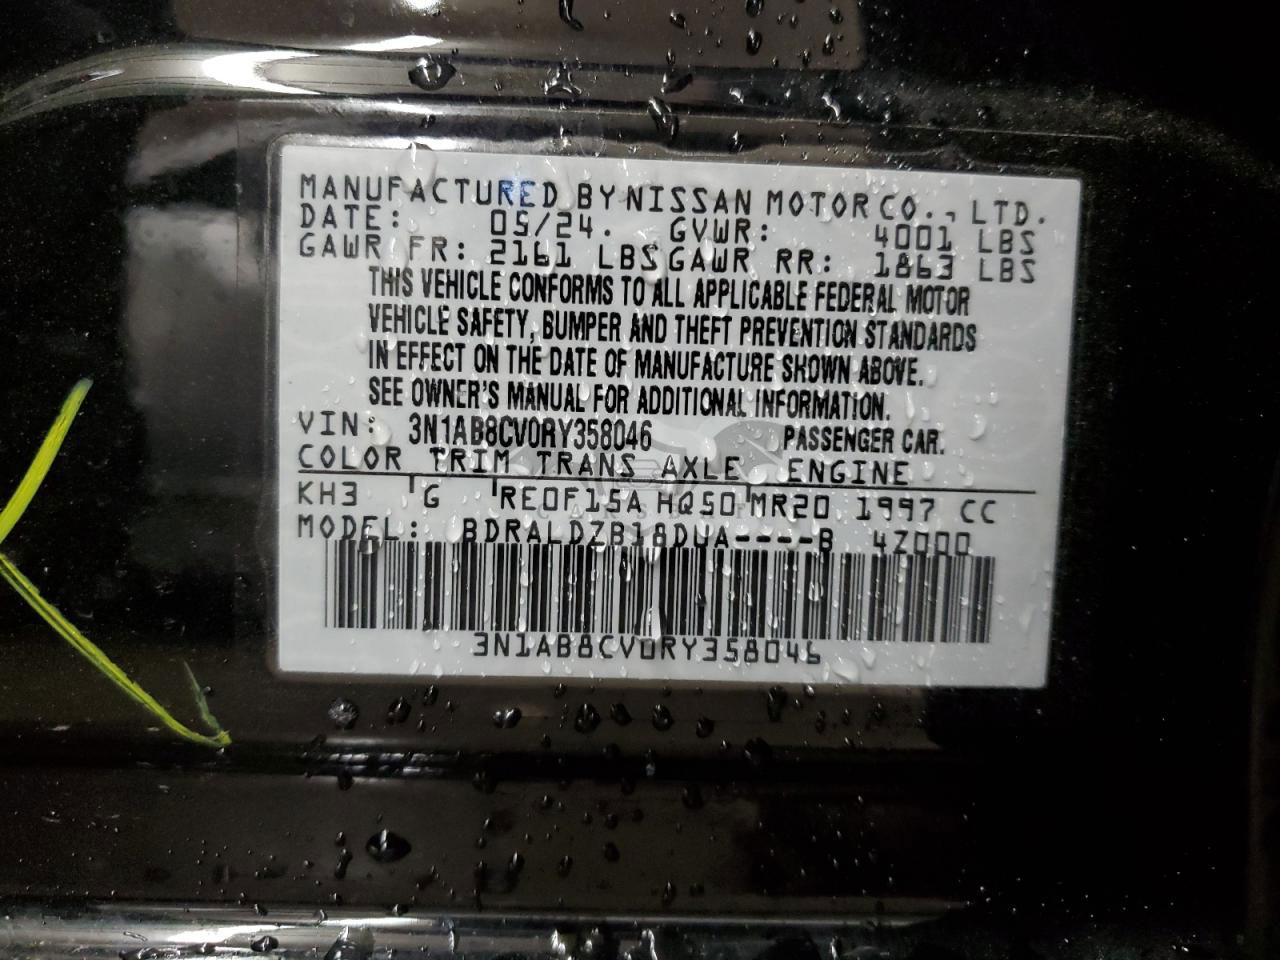 MANUFACTURED BY NISSAN MOTOR CO., LTD.
DATE: 05/24. GVWR: 4001 LBS
GAWR FR: 2161 LBS GAWR RR: 1863 LBS
THIS VEHICLE CONFORMS TO ALL APPLICABLE FEDERAL MOTOR
VEHICLE SAFETY, BUMPER AND THEFT PREVENTION STANDARDS
IN EFFECT ON THE DATE OF MANUFACTURE SHOWN ABOVE.
SEE OWNER'S MANUAL FOR ADDITIONAL INFORMATION.
VIN: 3N1AB8CV0RY358046 PASSENGER CAR.
COLOR TRIM TRANS AXLE ENGINE
KH3 G RE0F15A HQ50 MR20 1997 CC
MODEL: BDRALDZB18DUA----B 4Z000
3N1AB8CV0RY358046